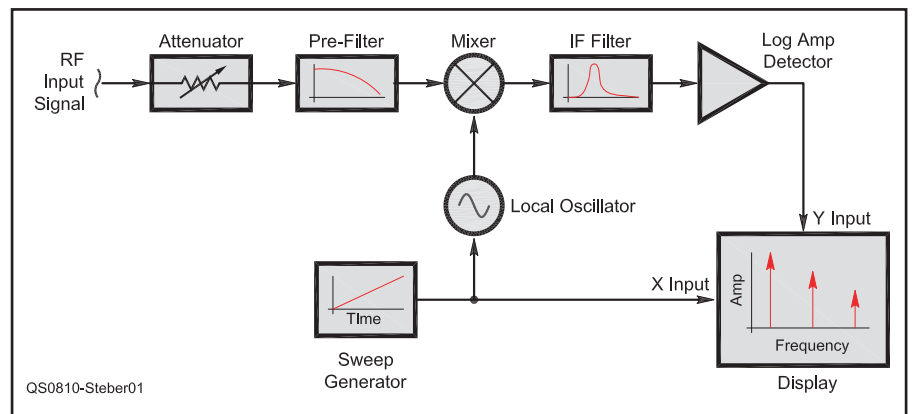 RF
Input
Signal
Attenuator
Pre-Filter
Mixer
IF Filter
Log Amp
Detector
Local Oscillator
Y Input
X Input
TIme
Sweep
Generator
Amp
Frequency
Display
QS0810-Steber01